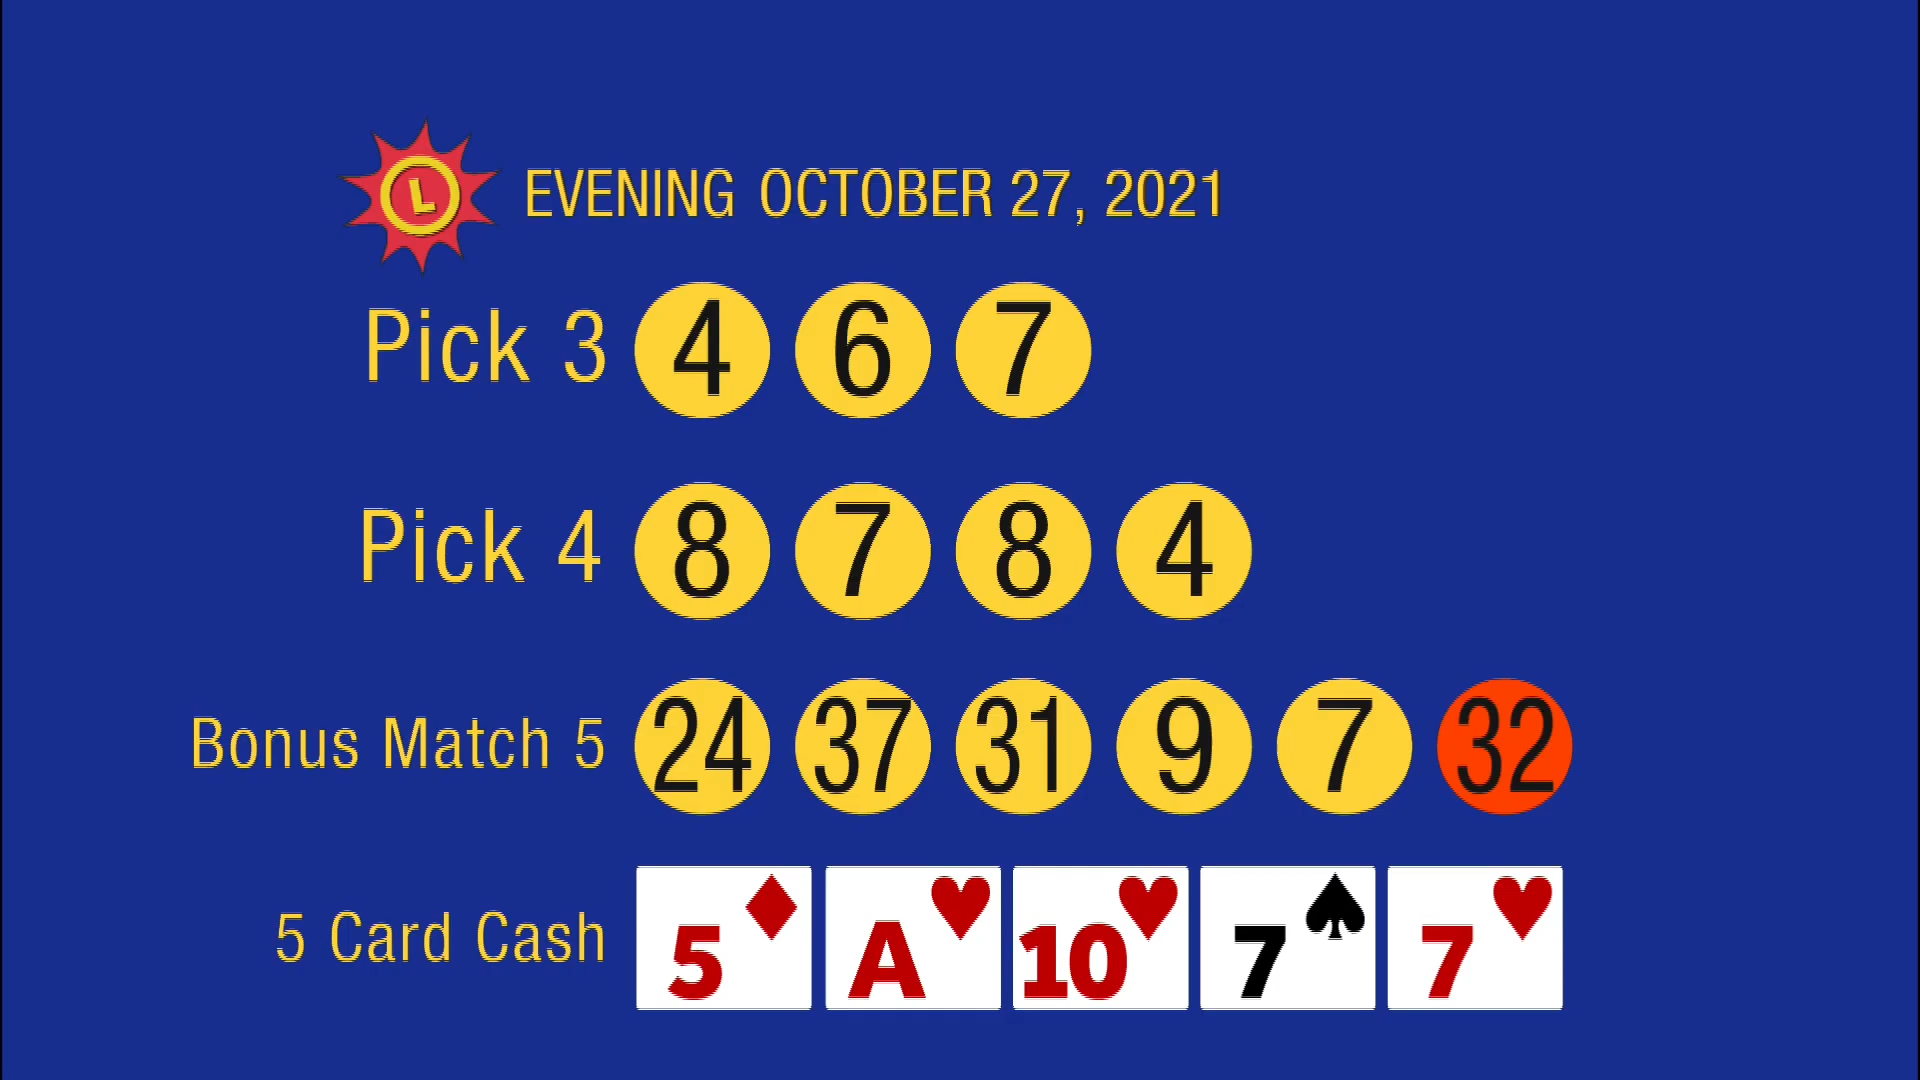 L EVENING OCTOBER 27, 2021
Pick 3 4 6 7
Pick 4 8 7 8 4
Bonus Match 5 24 37 31 9 7 32
5 Card Cash 5♦ A♥ 10♥ 7♠ 7♥